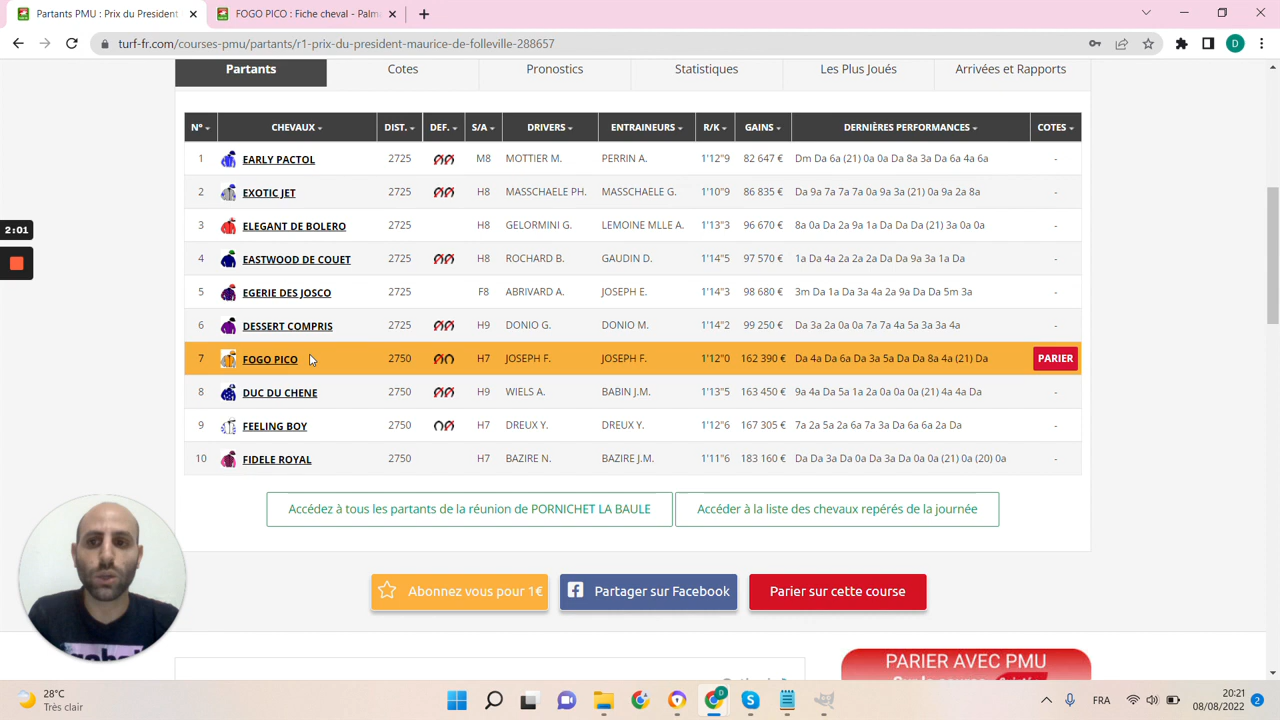 Partants PMU : Prix du President
FOGO PICO : Fiche cheval - Palm
turf-fr.com/courses-pmu/partants/r1-prix-du-president-maurice-de-folleville-288657
D
Partants Cotes Pronostics Statistiques Les Plus Joués Arrivées et Rapports
N° CHEVAUX DIST. DEF. S/A DRIVERS ENTRAINEURS R/K GAINS DERNIÈRES PERFORMANCES COTES
1 EARLY PACTOL 2725 M8 MOTTIER M. PERRIN A. 1'12"9 82 647 € Dm Da 6a (21) 0a 0a Da 8a 3a Da 6a 4a 6a -
2 EXOTIC JET 2725 H8 MASSCHAELE PH. MASSCHAELE G. 1'10"9 86 835 € Da 9a 7a 7a 7a 0a 9a 3a (21) 0a 9a 2a 8a -
3 ELEGANT DE BOLERO 2725 H8 GELORMINI G. LEMOINE MLLE A. 1'13"3 96 670 € 8a 0a Da 2a 9a 1a Da Da Da (21) 3a 0a 0a -
4 EASTWOOD DE COUET 2725 H8 ROCHARD B. GAUDIN D. 1'14"5 97 570 € 1a Da 4a 2a 2a 2a Da Da 9a 3a 1a Da -
5 EGERIE DES JOSCO 2725 F8 ABRIVARD A. JOSEPH E. 1'14"3 98 680 € 3m Da 1a Da 3a 4a 2a 9a Da Da 5m 3a -
6 DESSERT COMPRIS 2725 H9 DONIO G. DONIO M. 1'14"2 99 250 € Da 3a 2a 0a 0a 7a 7a 4a 5a 3a 3a 4a -
7 FOGO PICO 2750 H7 JOSEPH F. JOSEPH F. 1'12"0 162 390 € Da 4a Da 6a Da 3a 5a Da Da 8a 4a (21) Da PARIER
8 DUC DU CHENE 2750 H9 WIELS A. BABIN J.M. 1'13"5 163 450 € 9a 4a Da 5a 1a 2a 0a 0a 0a (21) 4a 4a Da -
9 FEELING BOY 2750 H7 DREUX Y. DREUX Y. 1'12"6 167 305 € 7a 2a 5a 2a 6a 7a 3a Da 6a 6a 2a Da -
10 FIDELE ROYAL 2750 H7 BAZIRE N. BAZIRE J.M. 1'11"6 183 160 € Da Da 3a Da 0a Da 3a Da 0a 0a (21) 0a (20) 0a -
2:01
Accédez à tous les partants de la réunion de PORNICHET LA BAULE
Accéder à la liste des chevaux repérés de la journée
Abonnez vous pour 1€
Partager sur Facebook
Parier sur cette course
PARIER AVEC PMU
28°C
Très clair
FRA
20:21
08/08/2022
2